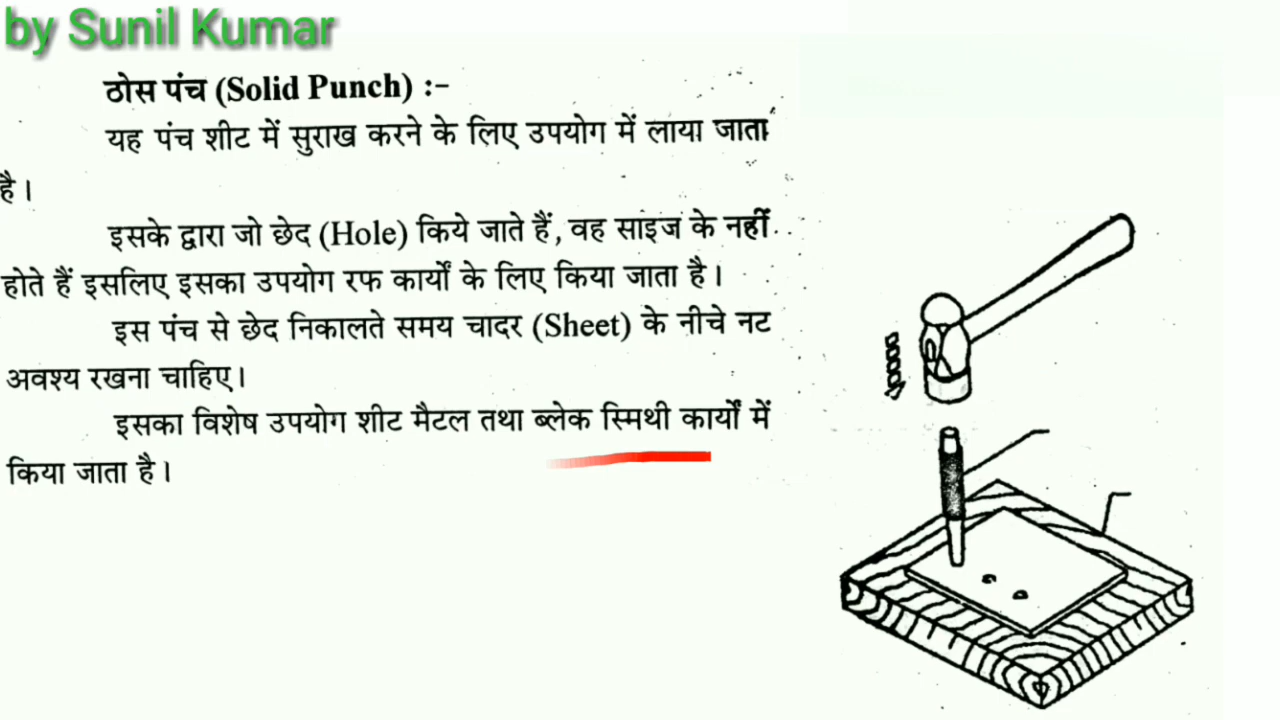 by Sunil Kumar
ठोस पंच (Solid Punch) :-
यह पंच शीट में सुराख करने के लिए उपयोग में लाया जाता
है।
इसके द्वारा जो छेद (Hole) किये जाते हैं, वह साइज के नहीं
होते हैं इसलिए इसका उपयोग रफ कार्यों के लिए किया जाता है।
इस पंच से छेद निकालते समय चादर (Sheet) के नीचे नट
अवश्य रखना चाहिए।
इसका विशेष उपयोग शीट मैटल तथा ब्लेक स्मिथी कार्यों में
किया जाता है।